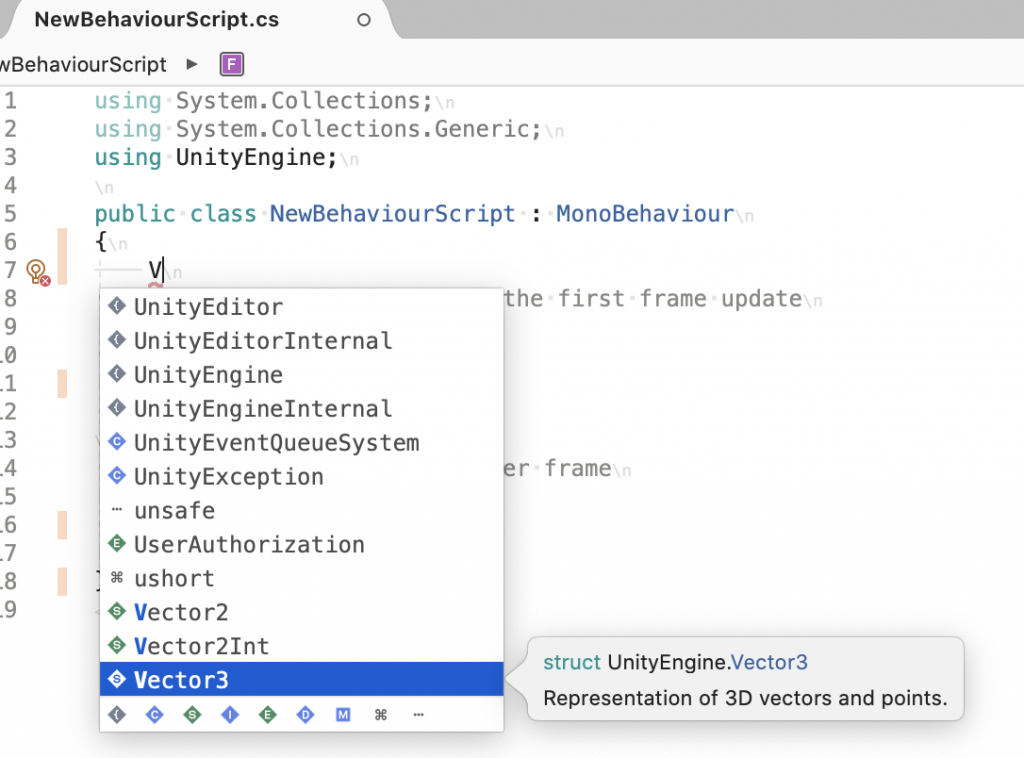 NewBehaviourScript.cs
wBehaviourScript ▶ F
1 using System.Collections;\n
2 using System.Collections.Generic;\n
3 using UnityEngine;\n
4 \n
5 public class NewBehaviourScript : MonoBehaviour\n
6 {\n
7 V\n
8 the first frame update\n
9
10
11
12
13
14 er frame\n
15
16
17
18 }
19
UnityEditor
UnityEditorInternal
UnityEngine
UnityEngineInternal
UnityEventQueueSystem
UnityException
unsafe
UserAuthorization
ushort
Vector2
Vector2Int
Vector3
struct UnityEngine.Vector3
Representation of 3D vectors and points.
C S I E D M ⌘ ···